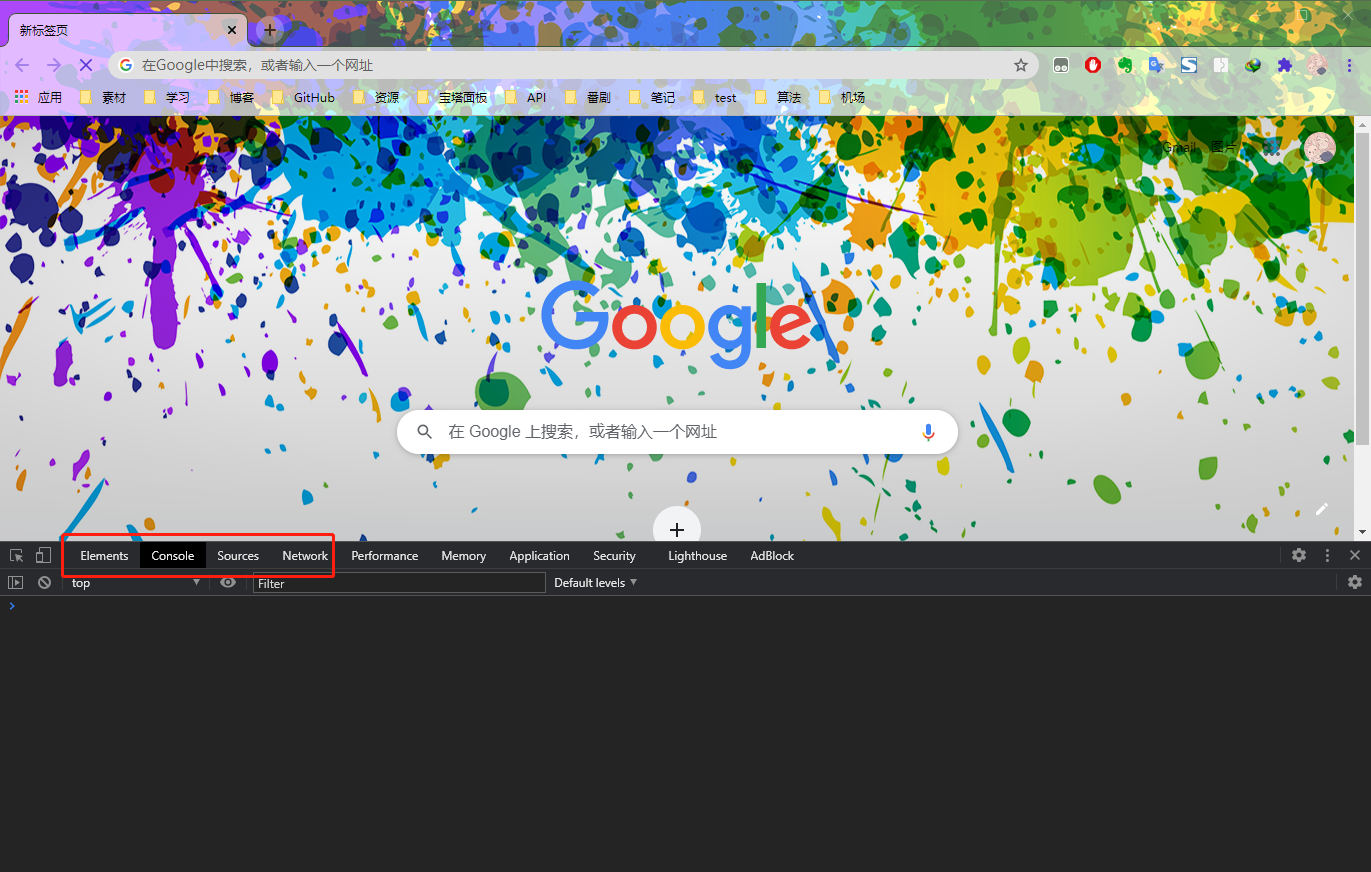 新标签页
在Google中搜索，或者输入一个网址
应用 素材 学习 博客 GitHub 资源 宝塔面板 API 番剧 笔记 test 算法 机场
Gmail 图片
Google
在 Google 上搜索，或者输入一个网址
Elements Console Sources Network Performance Memory Application Security Lighthouse AdBlock
top Filter Default levels